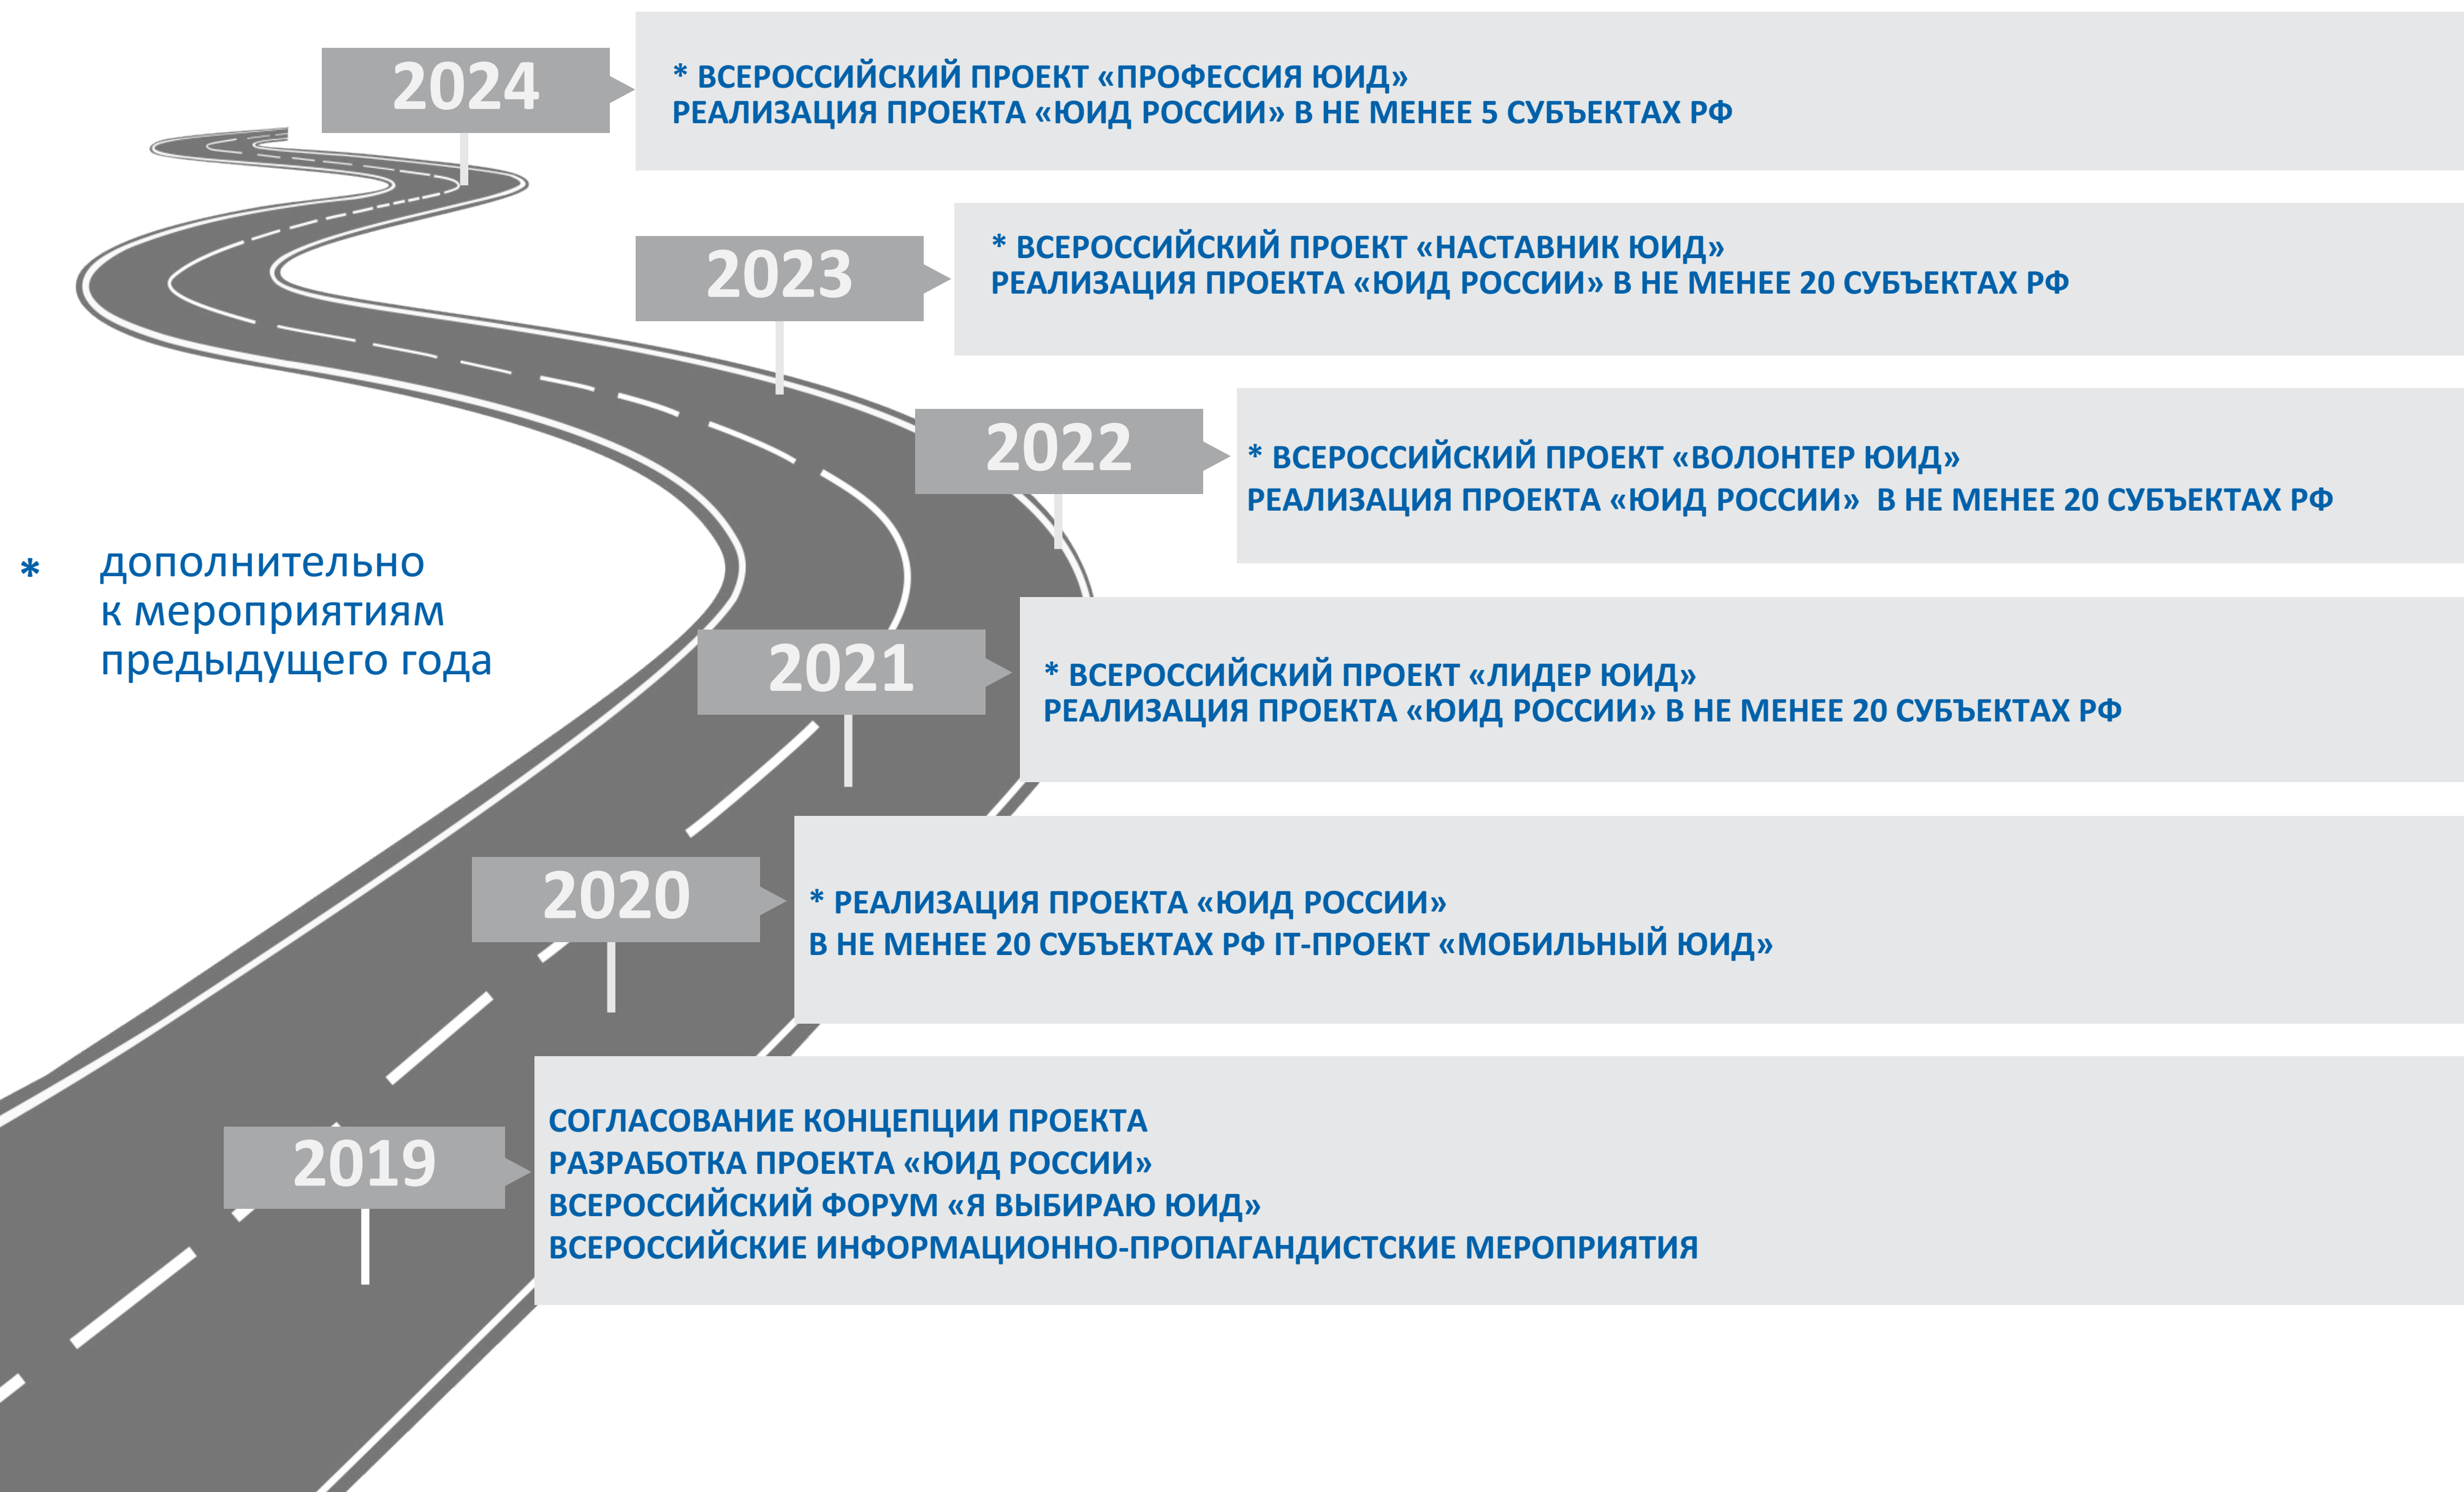 2024
* ВСЕРОССИЙСКИЙ ПРОЕКТ «ПРОФЕССИЯ ЮИД»
РЕАЛИЗАЦИЯ ПРОЕКТА «ЮИД РОССИИ» В НЕ МЕНЕЕ 5 СУБЪЕКТАХ РФ
2023
* ВСЕРОССИЙСКИЙ ПРОЕКТ «НАСТАВНИК ЮИД»
РЕАЛИЗАЦИЯ ПРОЕКТА «ЮИД РОССИИ» В НЕ МЕНЕЕ 20 СУБЪЕКТАХ РФ
2022
* ВСЕРОССИЙСКИЙ ПРОЕКТ «ВОЛОНТЕР ЮИД»
РЕАЛИЗАЦИЯ ПРОЕКТА «ЮИД РОССИИ» В НЕ МЕНЕЕ 20 СУБЪЕКТАХ РФ
* дополнительно
к мероприятиям
предыдущего года
2021
* ВСЕРОССИЙСКИЙ ПРОЕКТ «ЛИДЕР ЮИД»
РЕАЛИЗАЦИЯ ПРОЕКТА «ЮИД РОССИИ» В НЕ МЕНЕЕ 20 СУБЪЕКТАХ РФ
2020
* РЕАЛИЗАЦИЯ ПРОЕКТА «ЮИД РОССИИ»
В НЕ МЕНЕЕ 20 СУБЪЕКТАХ РФ IT-ПРОЕКТ «МОБИЛЬНЫЙ ЮИД»
2019
СОГЛАСОВАНИЕ КОНЦЕПЦИИ ПРОЕКТА
РАЗРАБОТКА ПРОЕКТА «ЮИД РОССИИ»
ВСЕРОССИЙСКИЙ ФОРУМ «Я ВЫБИРАЮ ЮИД»
ВСЕРОССИЙСКИЕ ИНФОРМАЦИОННО-ПРОПАГАНДИСТСКИЕ МЕРОПРИЯТИЯ